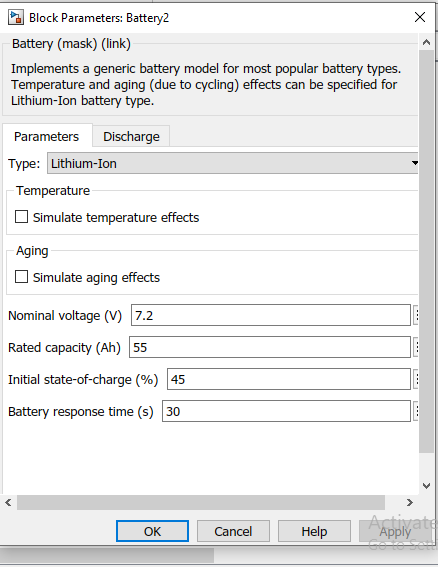 Block Parameters: Battery2
Battery (mask) (link)
Implements a generic battery model for most popular battery types.
Temperature and aging (due to cycling) effects can be specified for
Lithium-Ion battery type.
Parameters Discharge
Type: Lithium-Ion
Temperature
Simulate temperature effects
Aging
Simulate aging effects
Nominal voltage (V) 7.2
Rated capacity (Ah) 55
Initial state-of-charge (%) 45
Battery response time (s) 30
Activate
OK Cancel Help Apply
Go to Sett